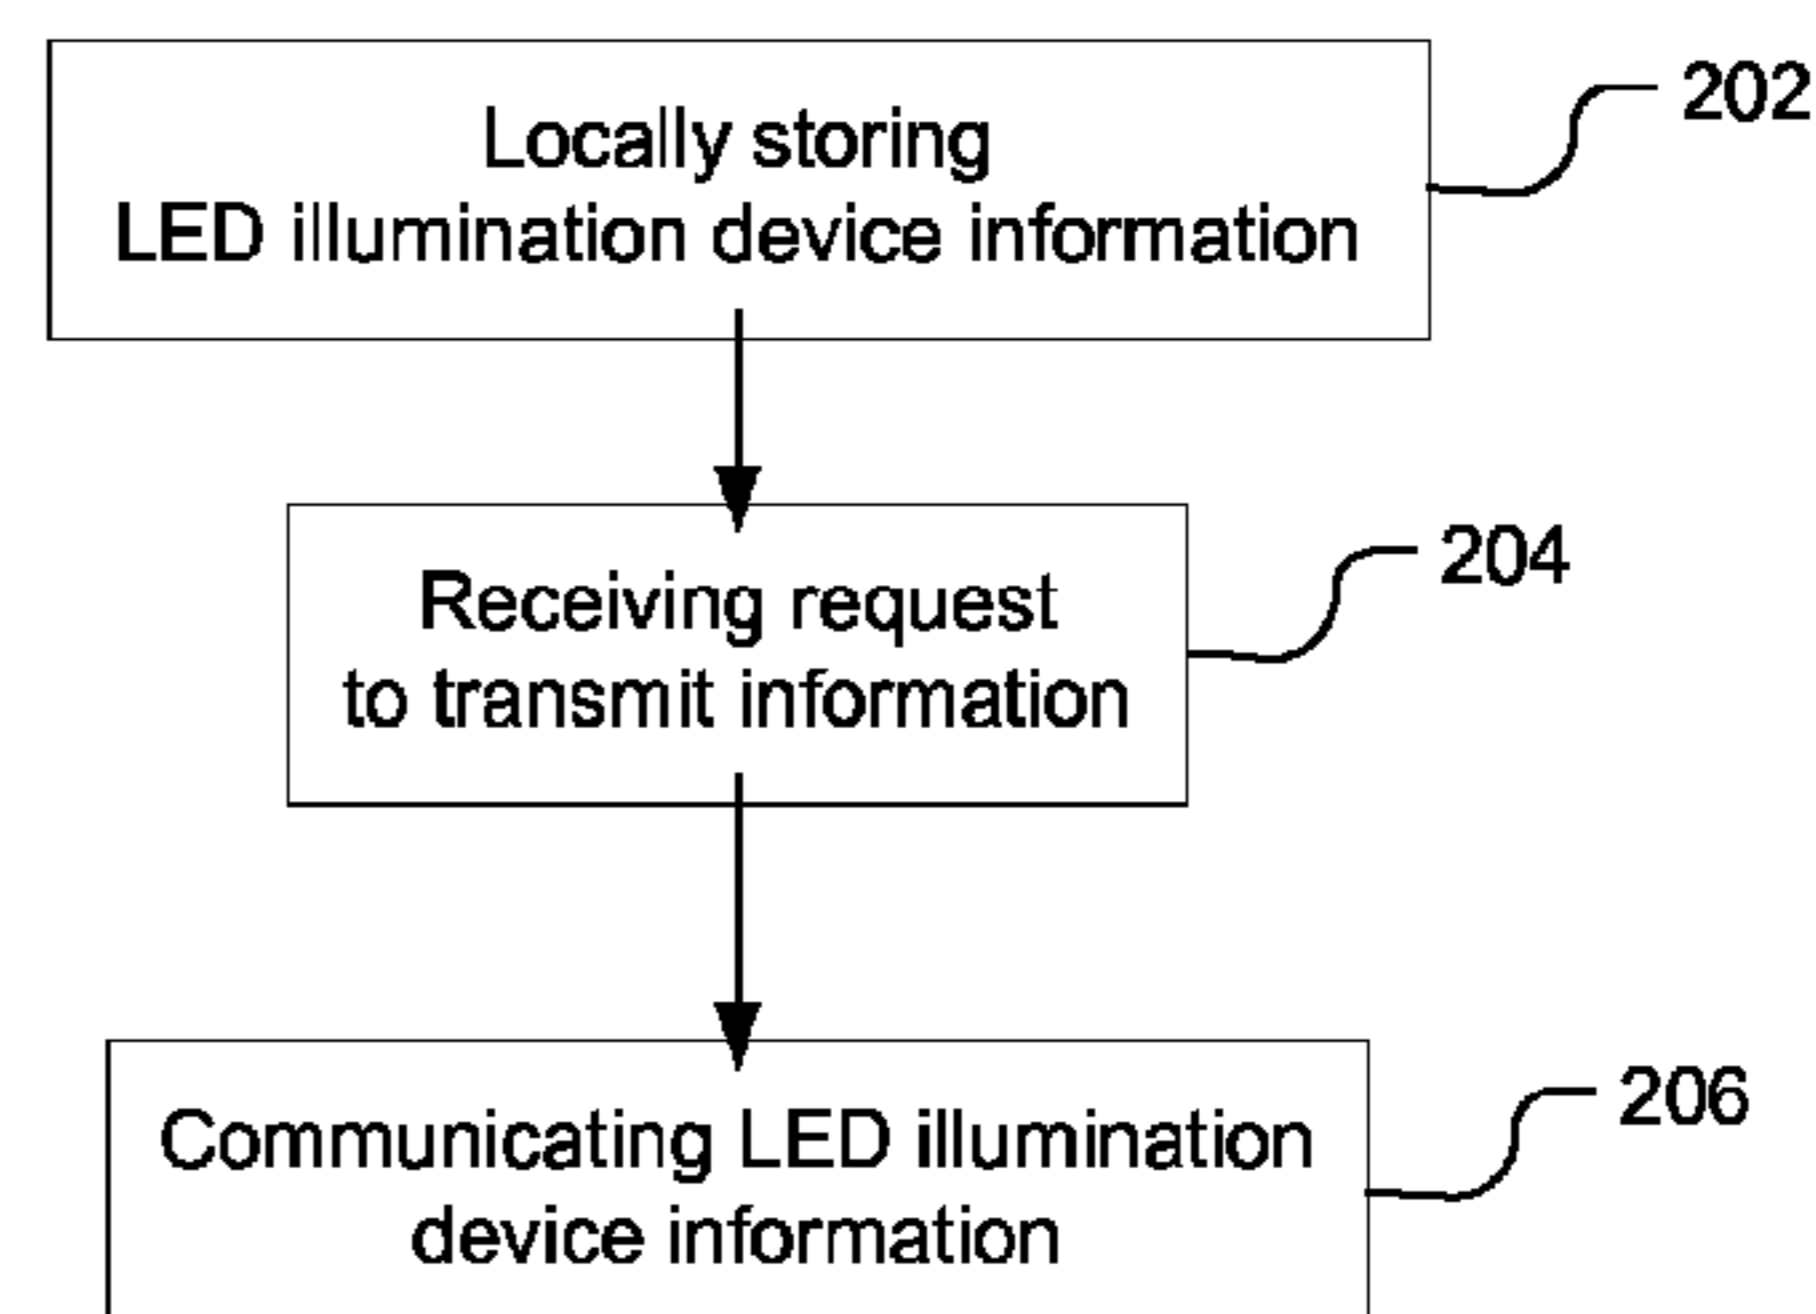 Locally storing
LED illumination device information
202
Receiving request
to transmit information
204
Communicating LED illumination
device information
206